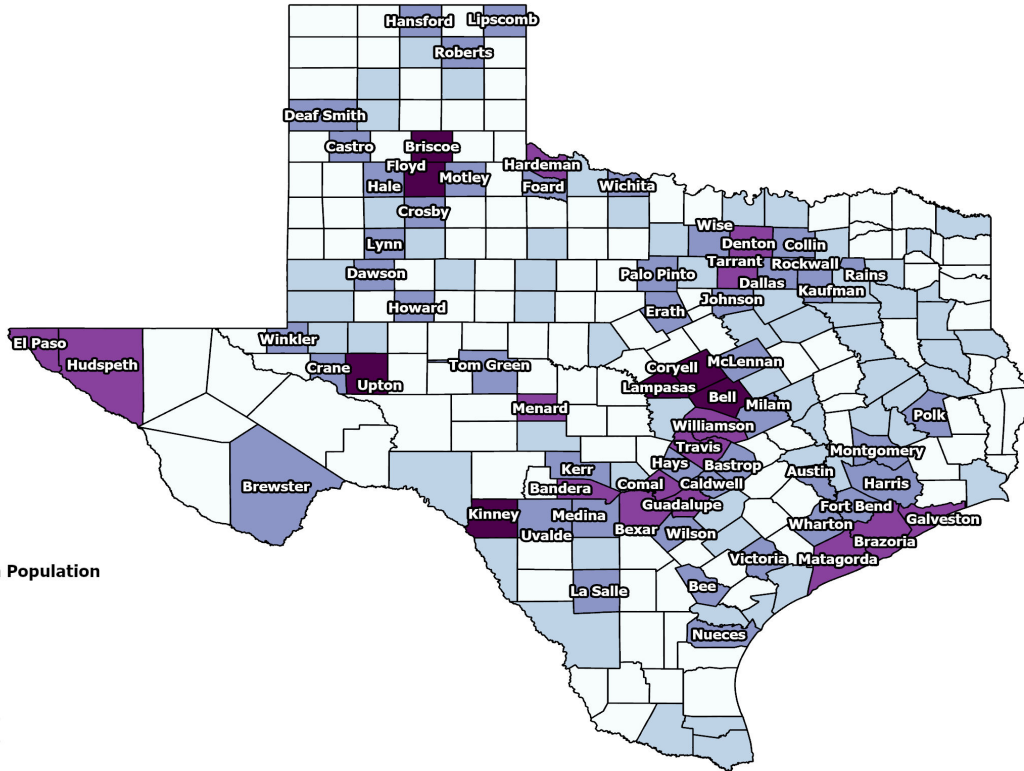 Hansford
Lipscomb
Roberts
Deaf Smith
Castro
Briscoe
Floyd
Hardeman
Hale
Motley
Foard
Wichita
Crosby
Wise
Lynn
Denton
Collin
Tarrant
Rockwall
Dawson
Palo Pinto
Dallas
Rains
Kaufman
Howard
Johnson
Erath
El Paso
Winkler
Hudspeth
Crane
Tom Green
Coryell
McLennan
Upton
Lampasas
Bell
Milam
Menard
Polk
Williamson
Travis
Montgomery
Kerr
Hays
Bastrop
Austin
Brewster
Bandera
Comal
Caldwell
Harris
Guadalupe
Fort Bend
Kinney
Medina
Galveston
Uvalde
Bexar
Wilson
Wharton
Brazoria
Victoria
Matagorda
Population
La Salle
Bee
Nueces